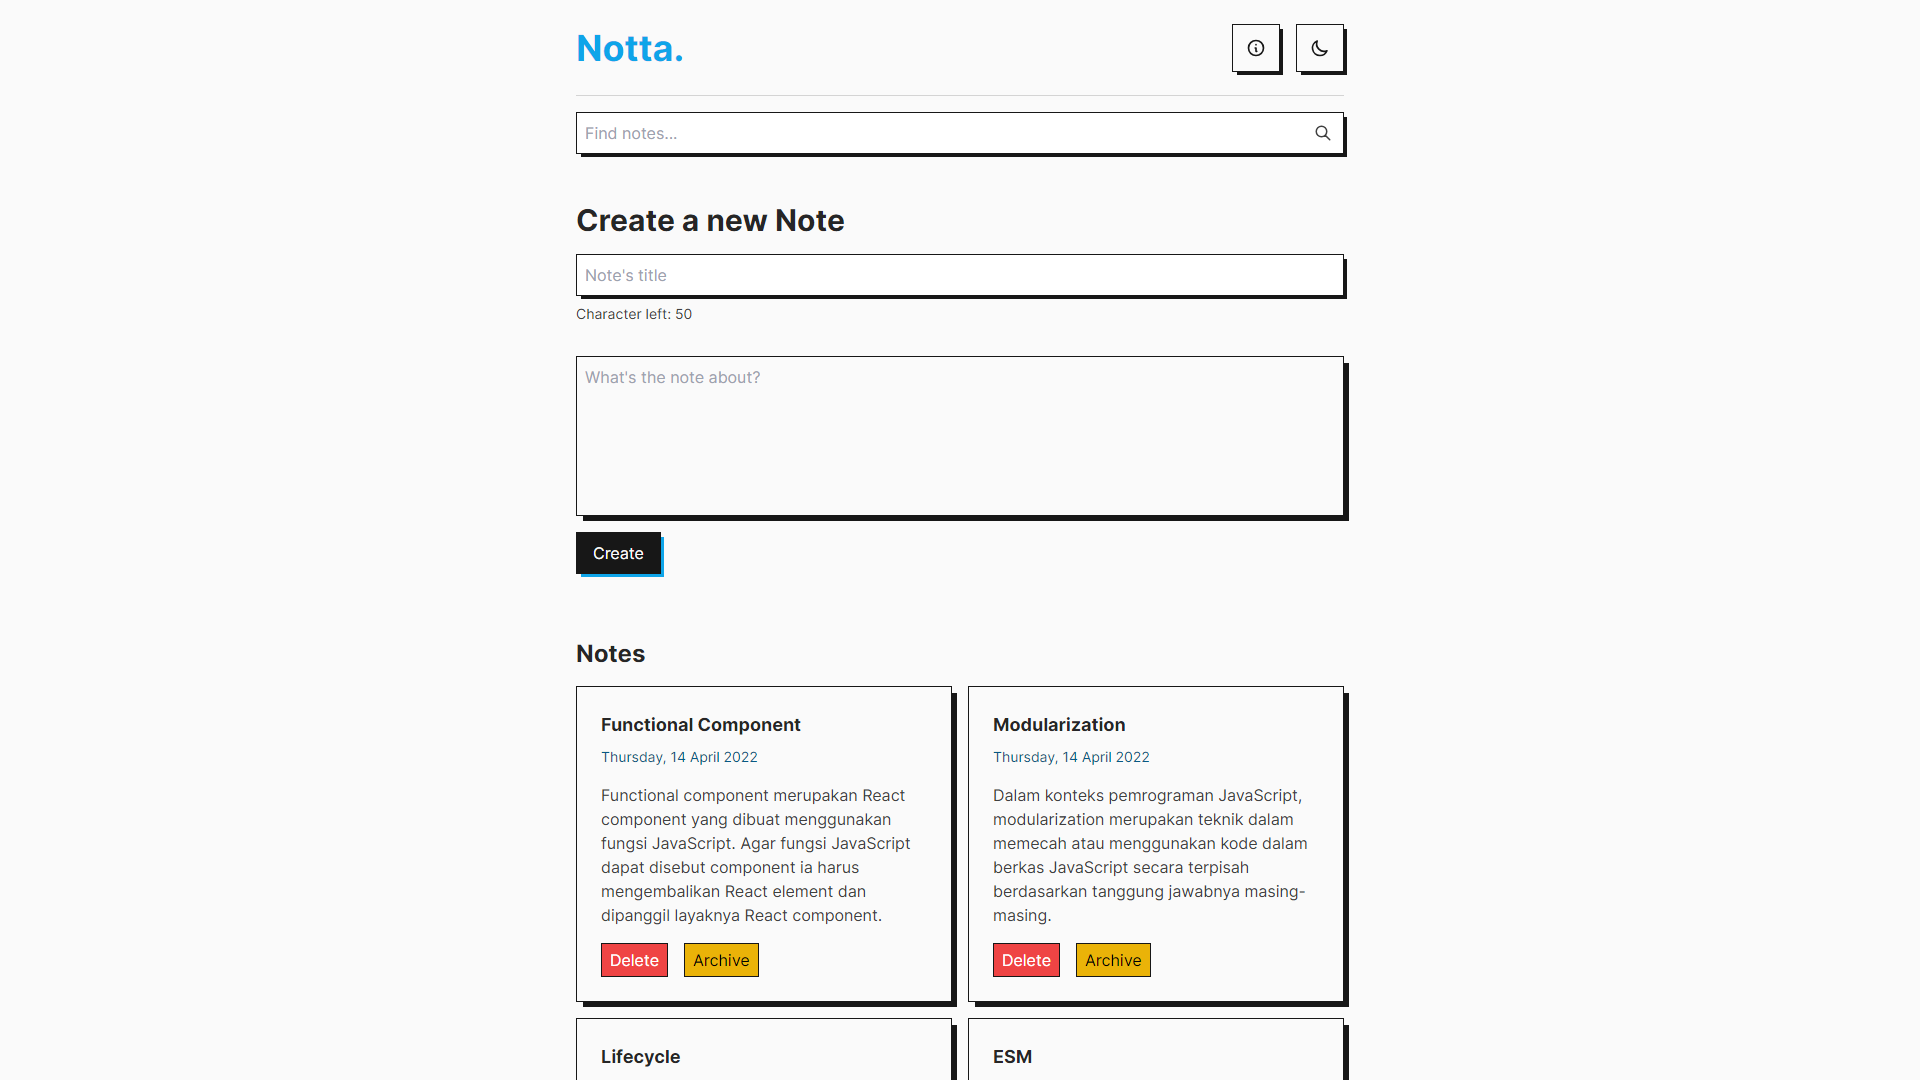 Notta.
Find notes...
Create a new Note
Note's title
Character left: 50
What's the note about?
Create
Notes
Functional Component
Thursday, 14 April 2022
Functional component merupakan React
component yang dibuat menggunakan
fungsi JavaScript. Agar fungsi JavaScript
dapat disebut component ia harus
mengembalikan React element dan
dipanggil layaknya React component.
Delete Archive
Modularization
Thursday, 14 April 2022
Dalam konteks pemrograman JavaScript,
modularization merupakan teknik dalam
memecah atau menggunakan kode dalam
berkas JavaScript secara terpisah
berdasarkan tanggung jawabnya masing-
masing.
Delete Archive
Lifecycle
ESM